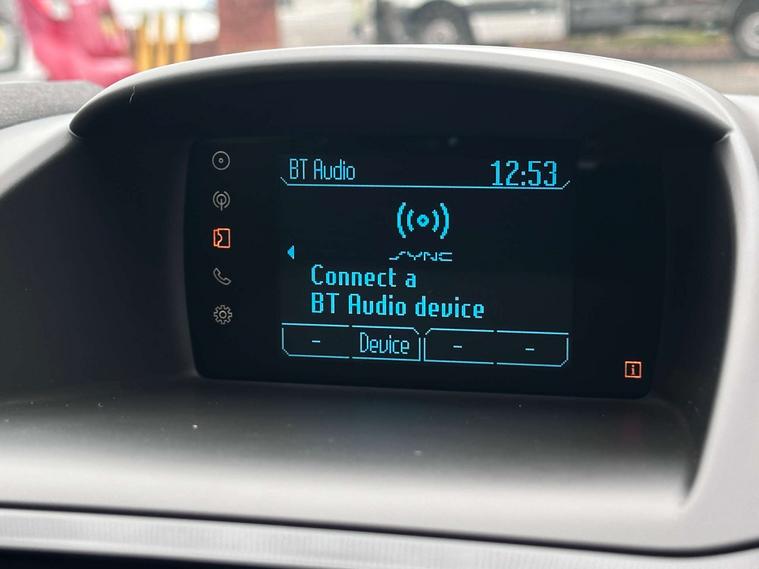 BT Audio 12:53
SYNC
Connect a
BT Audio device
- Device - -
i